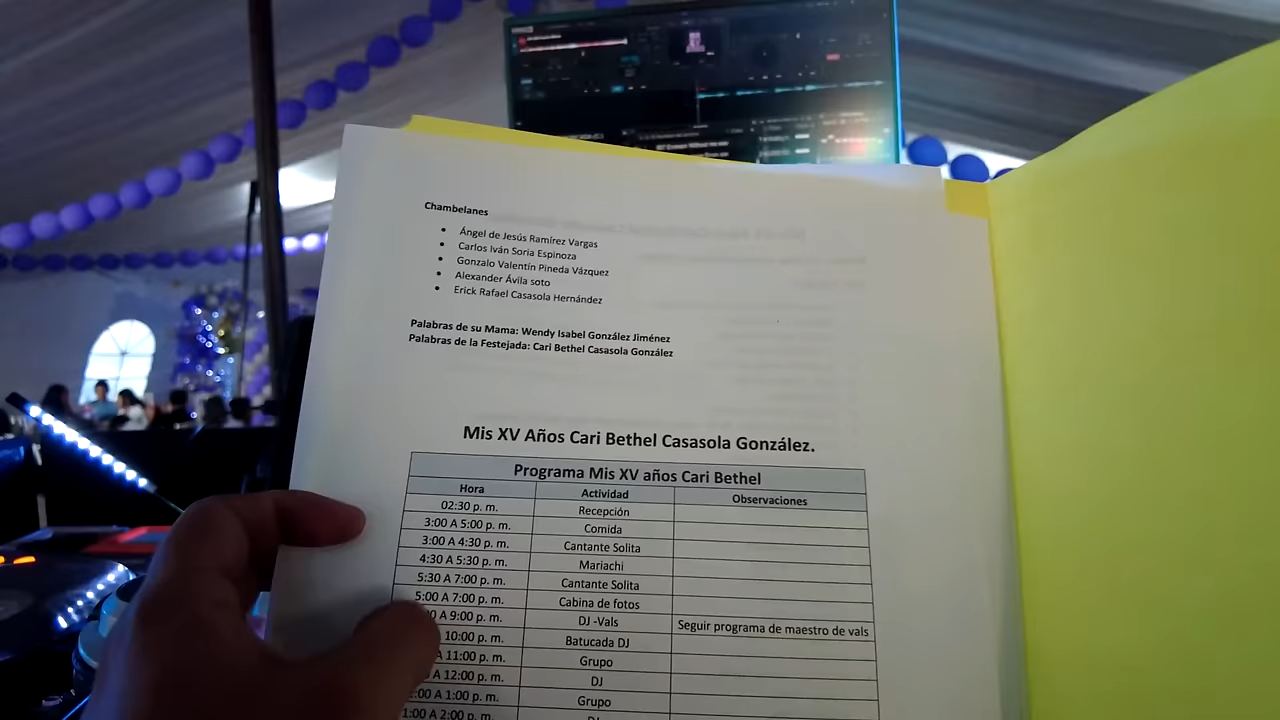 Chambelanes
Ángel de Jesús Ramírez Vargas
Carlos Iván Soria Espinoza
Gonzalo Valentín Pineda Vázquez
Alexander Ávila soto
Erick Rafael Casasola Hernández
Palabras de su Mama: Wendy Isabel González Jiménez
Palabras de la Festejada: Cari Bethel Casasola González
Mis XV Años Cari Bethel Casasola González.
Programa Mis XV años Cari Bethel
Hora Actividad Observaciones
02:30 p. m. Recepción
3:00 A 5:00 p. m. Comida
3:00 A 4:30 p. m. Cantante Solita
4:30 A 5:30 p. m. Mariachi
5:30 A 7:00 p. m. Cantante Solita
5:00 A 7:00 p. m. Cabina de fotos
A 9:00 p. m. DJ -Vals Seguir programa de maestro de vals
10:00 p. m. Batucada DJ
A 11:00 p. m. Grupo
A 12:00 p. m. DJ
A 1:00 p. m. Grupo
1:00 A 2:00 p. m.